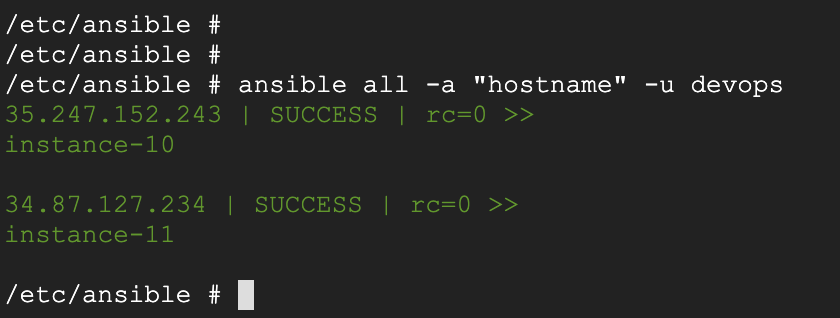 /etc/ansible #
/etc/ansible #
/etc/ansible # ansible all -a "hostname" -u devops
35.247.152.243 | SUCCESS | rc=0 >>
instance-10
34.87.127.234 | SUCCESS | rc=0 >>
instance-11
/etc/ansible #